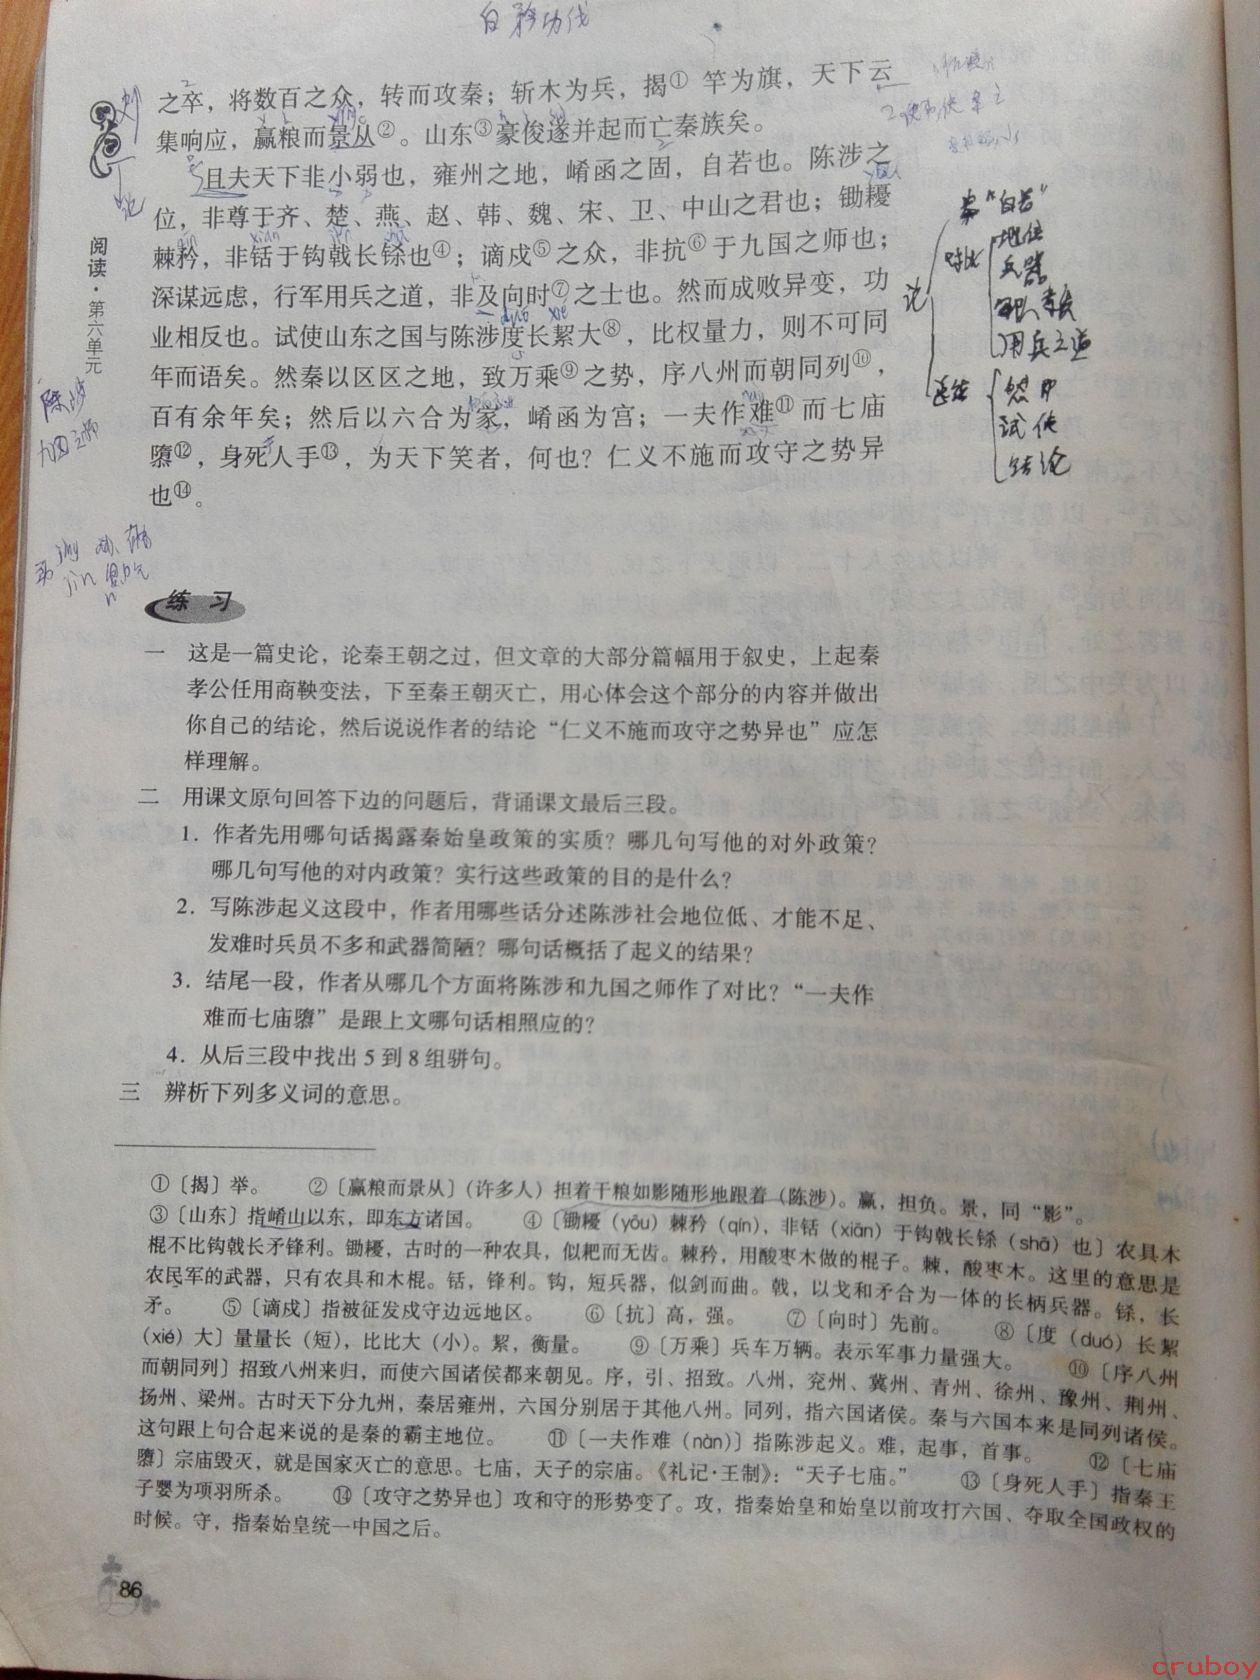 自矜功伐
之卒，将数百之众，转而攻秦；斩木为兵，揭① 竿为旗，天下云
集响应，赢粮而景从②。山东③豪俊遂并起而亡秦族矣。
且夫天下非小弱也，雍州之地，崤函之固，自若也。陈涉之
位，非尊于齐、楚、燕、赵、韩、魏、宋、卫、中山之君也；锄耰
棘矜，非铦于钩戟长铩也④；谪戍⑤之众，非抗⑥于九国之师也；
深谋远虑，行军用兵之道，非及向时⑦之士也。然而成败异变，功
业相反也。试使山东之国与陈涉度长絜大⑧，比权量力，则不可同
年而语矣。然秦以区区之地，致万乘⑨之势，序八州而朝同列⑩，
百有余年矣；然后以六合为家，崤函为宫；一夫作难⑪而七庙
隳⑫，身死人手⑬，为天下笑者，何也？仁义不施而攻守之势异
也⑭。
阅读·第六单元
论
对比
地位
兵器
用兵之道
试使
结论
陈涉
练 习
一 这是一篇史论，论秦王朝之过，但文章的大部分篇幅用于叙史，上起秦
孝公任用商鞅变法，下至秦王朝灭亡，用心体会这个部分的内容并做出
你自己的结论，然后说说作者的结论“仁义不施而攻守之势异也”应怎
样理解。
二 用课文原句回答下边的问题后，背诵课文最后三段。
1. 作者先用哪句话揭露秦始皇政策的实质？哪几句写他的对外政策？
哪几句写他的对内政策？实行这些政策的目的是什么？
2. 写陈涉起义这段中，作者用哪些话分述陈涉社会地位低、才能不足、
发难时兵员不多和武器简陋？哪句话概括了起义的结果？
3. 结尾一段，作者从哪几个方面将陈涉和九国之师作了对比？“一夫作
难而七庙隳”是跟上文哪句话相照应的？
4. 从后三段中找出5到8组骈句。
三 辨析下列多义词的意思。
①〔揭〕举。 ②〔赢粮而景从〕（许多人）担着干粮如影随形地跟着（陈涉）。赢，担负。景，同“影”。
③〔山东〕指崤山以东，即东方诸国。 ④〔锄耰（yōu）棘矜（qín），非铦（xiān）于钩戟长铩（shā）也〕农具木
棍不比钩戟长矛锋利。锄耰，古时的一种农具，似耙而无齿。棘矜，用酸枣木做的棍子。棘，酸枣木。这里的意思是
农民军的武器，只有农具和木棍。铦，锋利。钩，短兵器，似剑而曲。戟，以戈和矛合为一体的长柄兵器。铩，长
矛。 ⑤〔谪戍〕指被征发戍守边远地区。 ⑥〔抗〕高，强。 ⑦〔向时〕先前。 ⑧〔度（duó）长絜
（xié）大〕量量长（短），比比大（小）。絜，衡量。 ⑨〔万乘〕兵车万辆。表示军事力量强大。 ⑩〔序八州
而朝同列〕招致八州来归，而使六国诸侯都来朝见。序，引、招致。八州，兖州、冀州、青州、徐州、豫州、荆州、
扬州、梁州。古时天下分九州，秦居雍州，六国分别居于其他八州。同列，指六国诸侯。秦与六国本来是同列诸侯。
这句跟上句合起来说的是秦的霸主地位。 ⑪〔一夫作难（nàn）〕指陈涉起义。难，起事，首事。 ⑫〔七庙
隳〕宗庙毁灭，就是国家灭亡的意思。七庙，天子的宗庙。《礼记·王制》：“天子七庙。” ⑬〔身死人手〕指秦王
子婴为项羽所杀。 ⑭〔攻守之势异也〕攻和守的形势变了。攻，指秦始皇和始皇以前攻打六国、夺取全国政权的
时候。守，指秦始皇统一中国之后。
86
cruboy